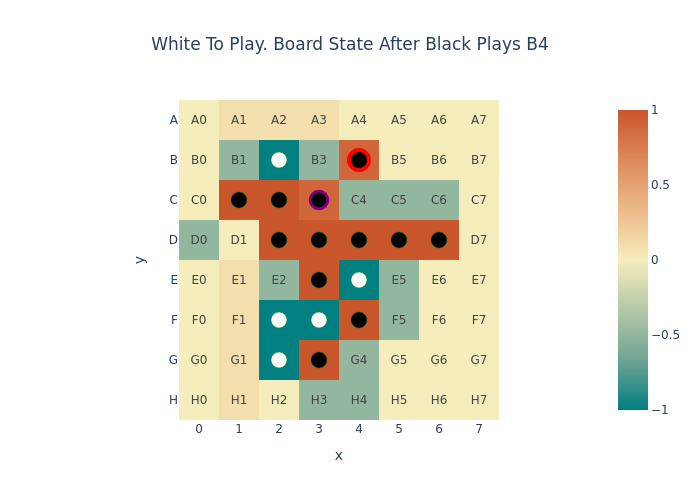 White To Play. Board State After Black Plays B4
A A0 A1 A2 A3 A4 A5 A6 A7
B B0 B1 B3 B5 B6 B7
C C0 C4 C5 C6 C7
D D0 D1 D7
E E0 E1 E2 E5 E6 E7
F F0 F1 F5 F6 F7
G G0 G1 G4 G5 G6 G7
H H0 H1 H2 H3 H4 H5 H6 H7
0 1 2 3 4 5 6 7
x
y
1
0.5
0
−0.5
−1